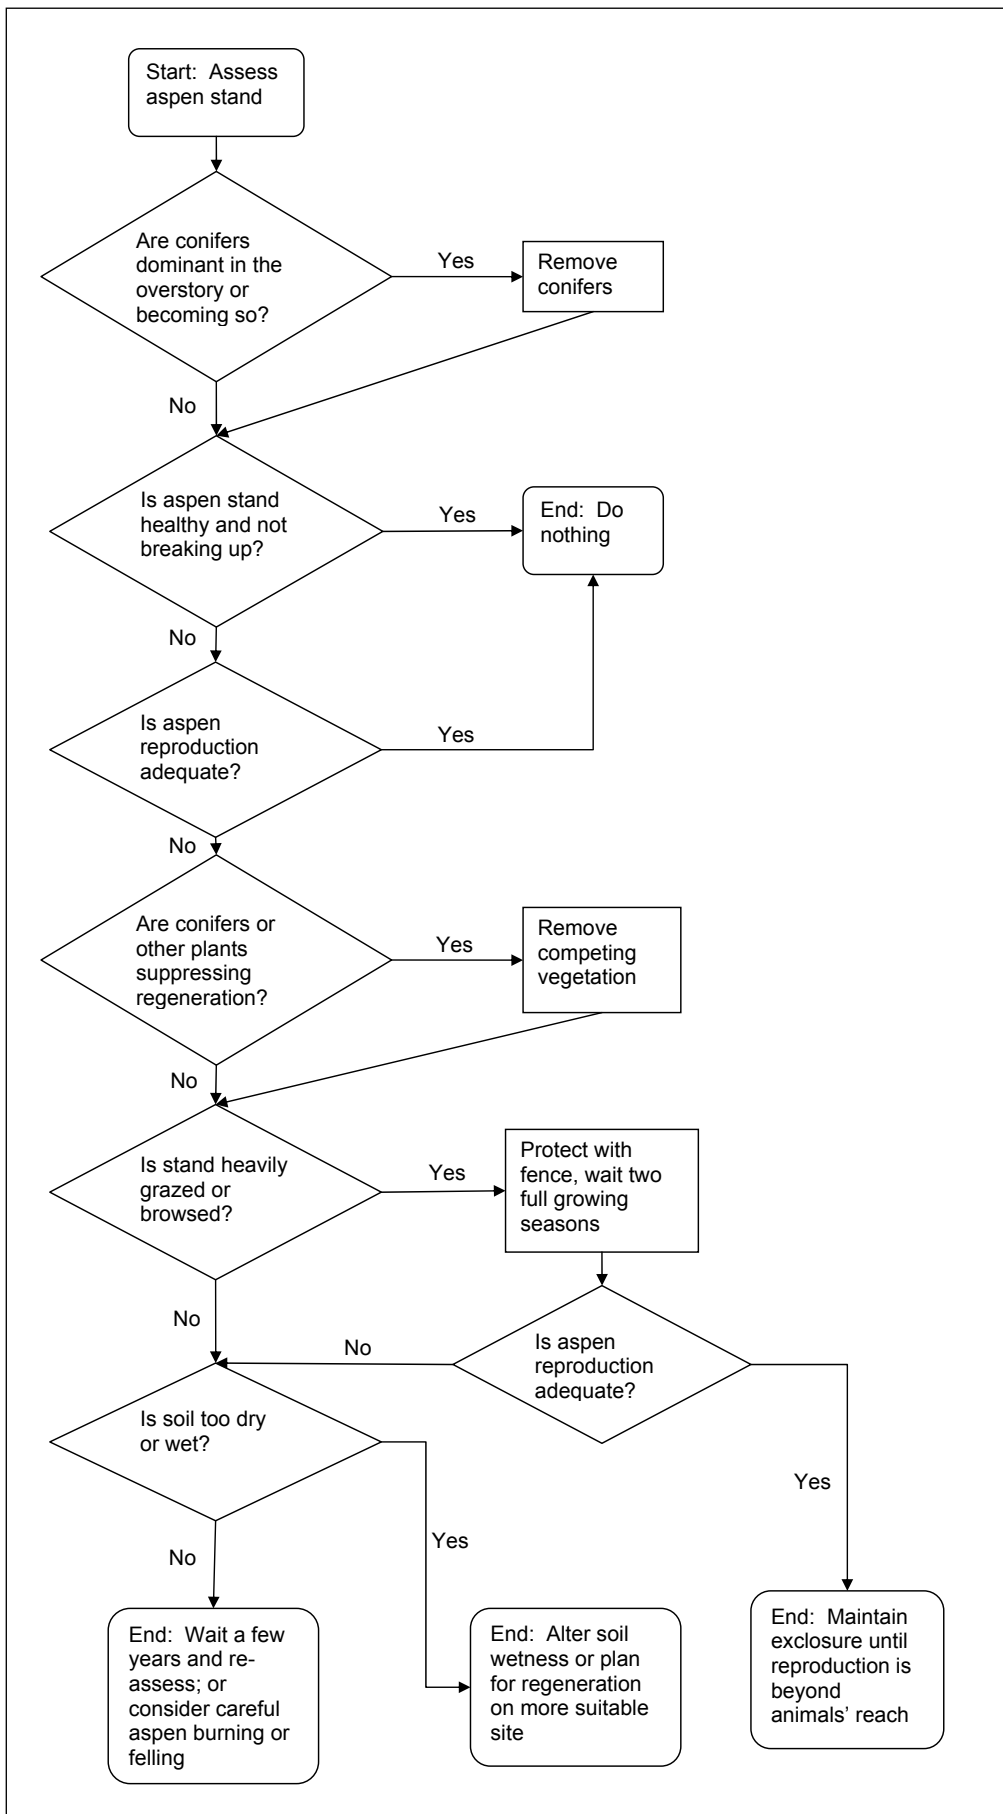 Start:  Assess
aspen stand
Are conifers
dominant in the
overstory or
becoming so?
Yes
Remove
conifers
No
Is aspen stand
healthy and not
breaking up?
Yes
End:  Do
nothing
No
Is aspen
reproduction
adequate?
Yes
No
Are conifers or
other plants
suppressing
regeneration?
Yes
Remove
competing
vegetation
No
Is stand heavily
grazed or
browsed?
Yes
Protect with
fence, wait two
full growing
seasons
No
No
Is aspen
reproduction
adequate?
Is soil too dry
or wet?
Yes
Yes
No
End:  Wait a few
years and re-
assess; or
consider careful
aspen burning or
felling
End:  Alter soil
wetness or plan
for regeneration
on more suitable
site
End:  Maintain
exclosure until
reproduction is
beyond
animals' reach